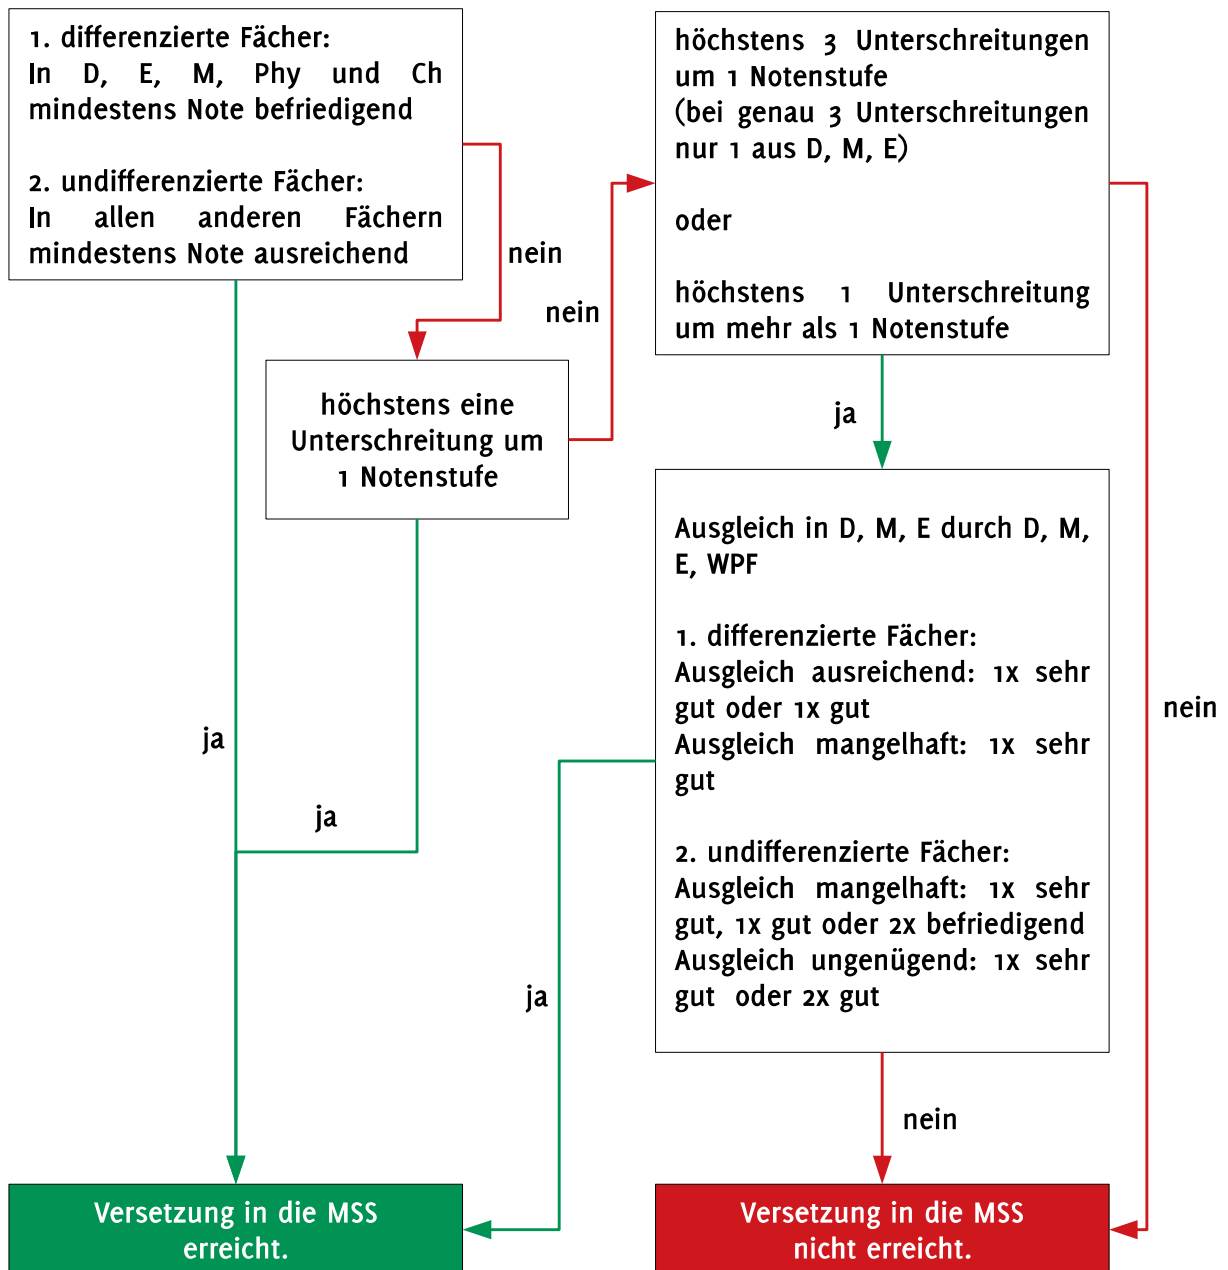 1. differenzierte Fächer:
In D, E, M, Phy und Ch
mindestens Note befriedigend
2. undifferenzierte Fächer:
In allen anderen Fächern
mindestens Note ausreichend
nein
höchstens eine
Unterschreitung um
1 Notenstufe
nein
höchstens 3 Unterschreitungen
um 1 Notenstufe
(bei genau 3 Unterschreitungen
nur 1 aus D, M, E)
oder
höchstens 1 Unterschreitung
um mehr als 1 Notenstufe
ja
Ausgleich in D, M, E durch D, M,
E, WPF
1. differenzierte Fächer:
Ausgleich ausreichend: 1x sehr
gut oder 1x gut
Ausgleich mangelhaft: 1x sehr
gut
2. undifferenzierte Fächer:
Ausgleich mangelhaft: 1x sehr
gut, 1x gut oder 2x befriedigend
Ausgleich ungenügend: 1x sehr
gut oder 2x gut
nein
ja
ja
ja
nein
Versetzung in die MSS
erreicht.
Versetzung in die MSS
nicht erreicht.